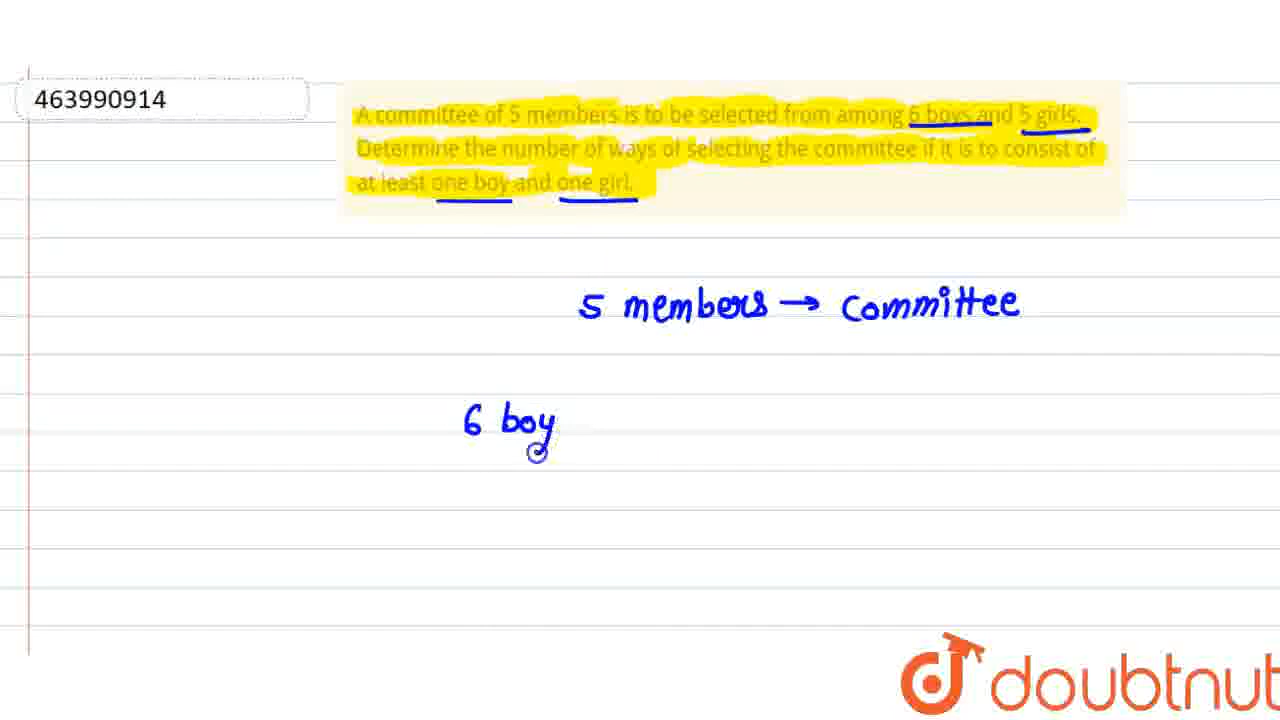 463990914
A committee of 5 members is to be selected from among 6 boys and 5 girls.
Determine the number of ways of selecting the committee if it is to consist of
at least one boy and one girl.
5 members → committee
6 boy
doubtnut